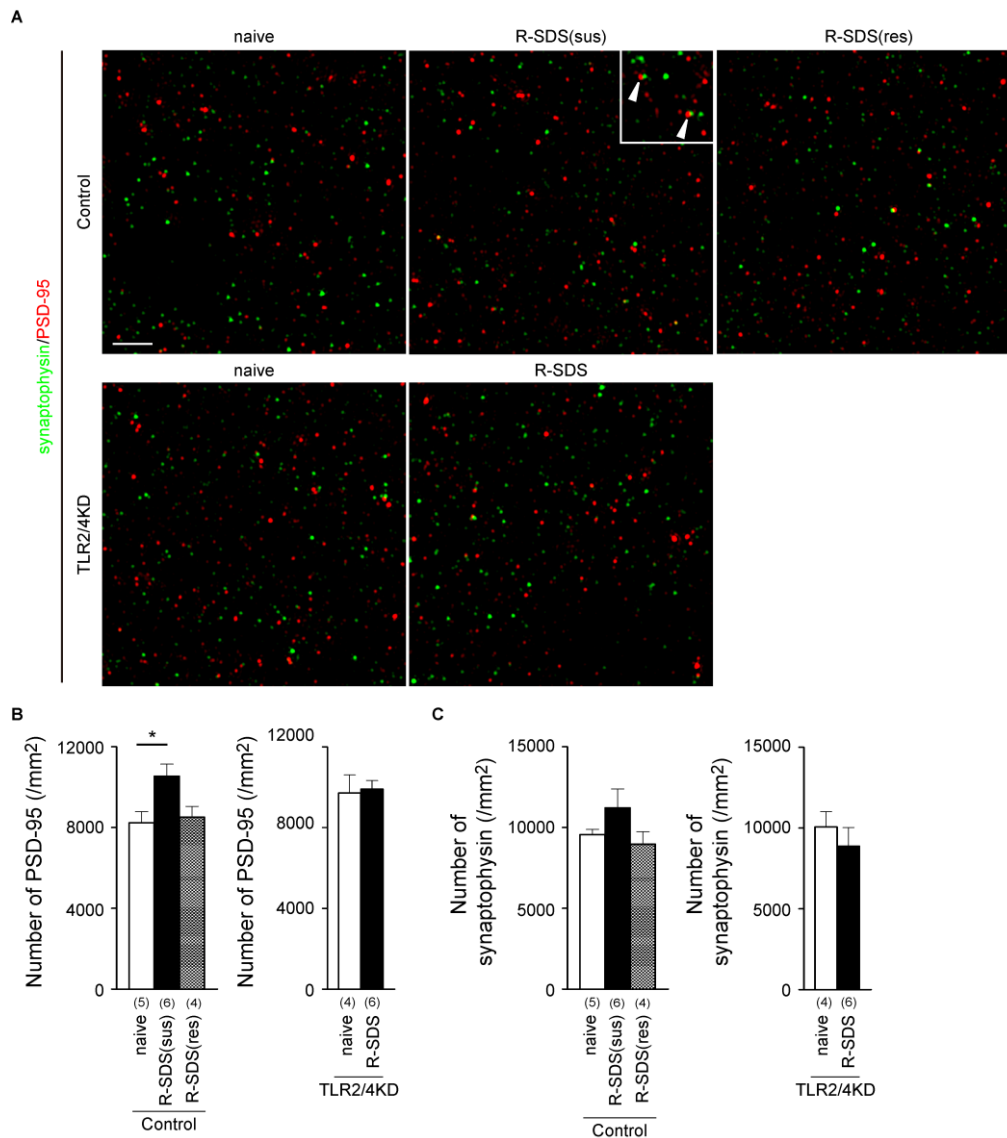 A
naive R-SDS(sus) R-SDS(res)
Control
synaptophysin/PSD-95
naive R-SDS
TLR2/4KD
B
Number of PSD-95 (/mm²)
12000
8000
4000
0
*
(5) (6) (4)
naive
R-SDS(sus)
R-SDS(res)
Control
Number of PSD-95 (/mm²)
12000
8000
4000
0
(4) (6)
naive
R-SDS
TLR2/4KD
C
Number of
synaptophysin (/mm²)
15000
10000
5000
0
(5) (6) (4)
naive
R-SDS(sus)
R-SDS(res)
Control
Number of
synaptophysin (/mm²)
15000
10000
5000
0
(4) (6)
naive
R-SDS
TLR2/4KD